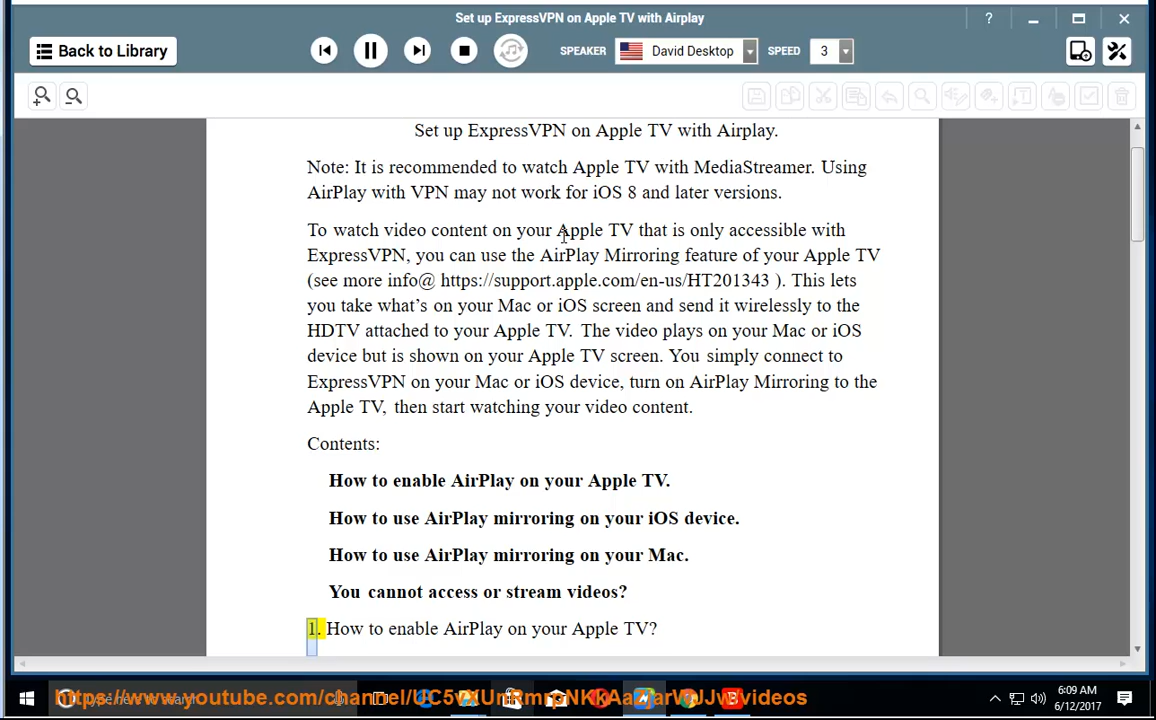 Set up ExpressVPN on Apple TV with Airplay
Back to Library
SPEAKER David Desktop SPEED 3
Set up ExpressVPN on Apple TV with Airplay.
Note: It is recommended to watch Apple TV with MediaStreamer. Using
AirPlay with VPN may not work for iOS 8 and later versions.
To watch video content on your Apple TV that is only accessible with
ExpressVPN, you can use the AirPlay Mirroring feature of your Apple TV
(see more info@ https://support.apple.com/en-us/HT201343 ). This lets
you take what's on your Mac or iOS screen and send it wirelessly to the
HDTV attached to your Apple TV. The video plays on your Mac or iOS
device but is shown on your Apple TV screen. You simply connect to
ExpressVPN on your Mac or iOS device, turn on AirPlay Mirroring to the
Apple TV, then start watching your video content.
Contents:
How to enable AirPlay on your Apple TV.
How to use AirPlay mirroring on your iOS device.
How to use AirPlay mirroring on your Mac.
You cannot access or stream videos?
1. How to enable AirPlay on your Apple TV?
6:09 AM
6/12/2017